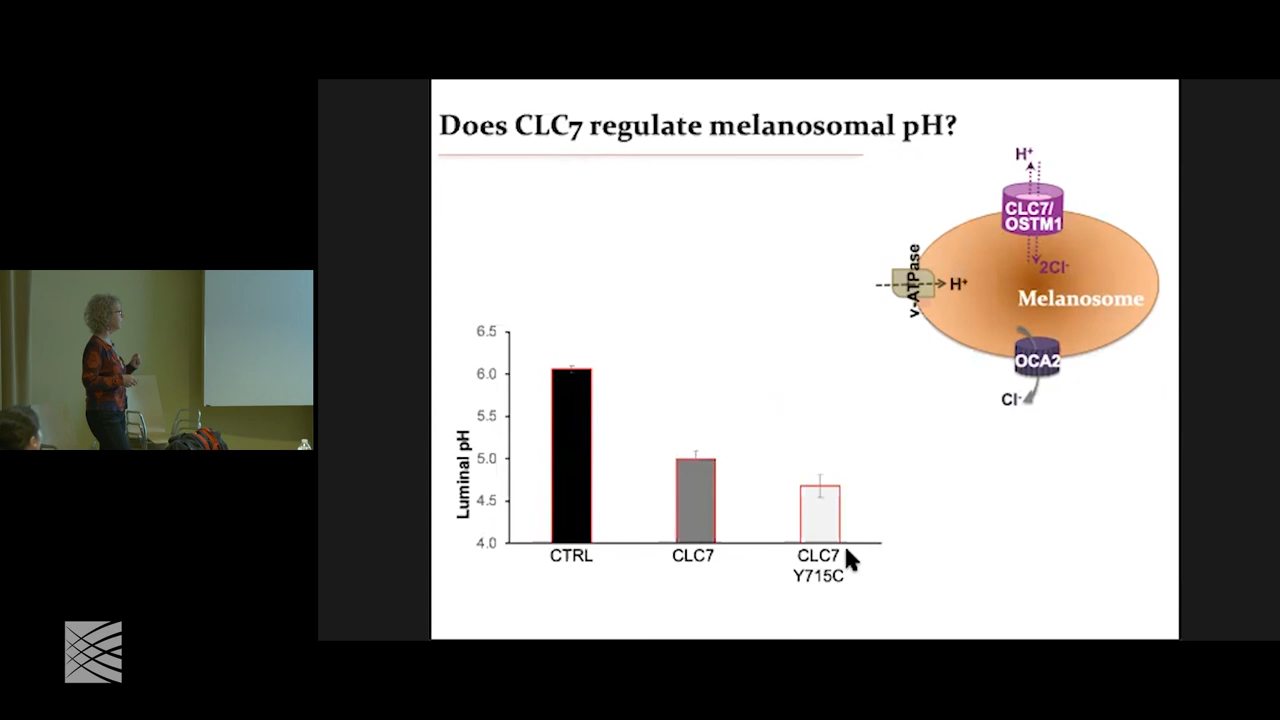 Does CLC7 regulate melanosomal pH?
H⁺
CLC7/
OSTM1
2Cl⁻
v-ATPase
H⁺
Melanosome
OCA2
Cl⁻
Luminal pH
6.5
6.0
5.5
5.0
4.5
4.0
CTRL
CLC7
CLC7
Y715C